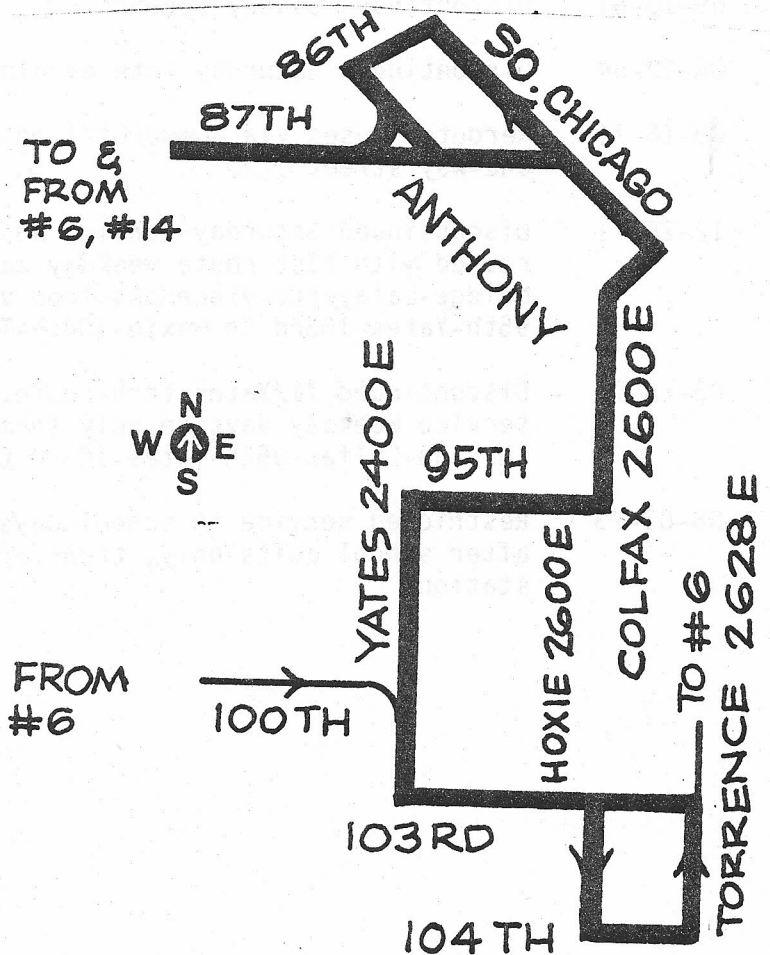 86TH
SO. CHICAGO
87TH
TO &
FROM
#6, #14
ANTHONY
N
W E
S
YATES 2400E
95TH
HOXIE 2600E
COLFAX 2600E
TO #6
TORRENCE 2628E
FROM
#6
100TH
103RD
104TH